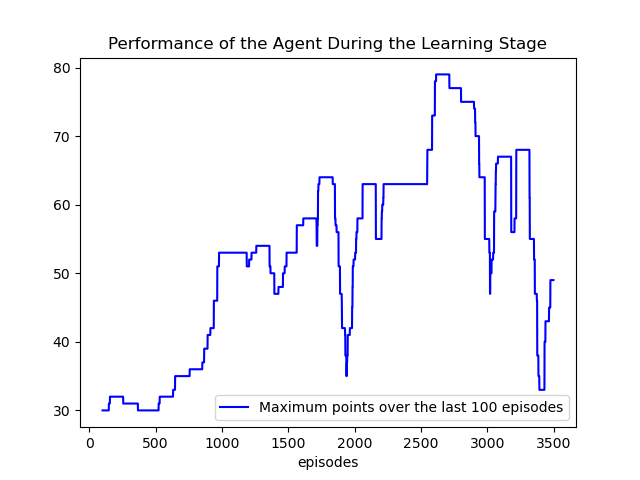 Performance of the Agent During the Learning Stage
80
70
60
50
40
30
Maximum points over the last 100 episodes
0 500 1000 1500 2000 2500 3000 3500
episodes